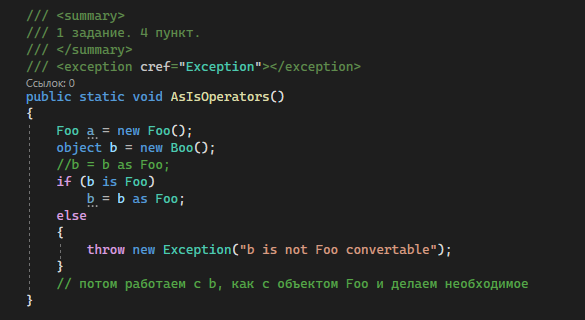 /// <summary>
/// 1 задание. 4 пункт.
/// </summary>
/// <exception cref="Exception"></exception>
Ссылок: 0
public static void AsIsOperators()
{
    Foo a = new Foo();
    object b = new Boo();
    //b = b as Foo;
    if (b is Foo)
        b = b as Foo;
    else
    {
        throw new Exception("b is not Foo convertable");
    }
    // потом работаем с b, как с объектом Foo и делаем необходимое
}